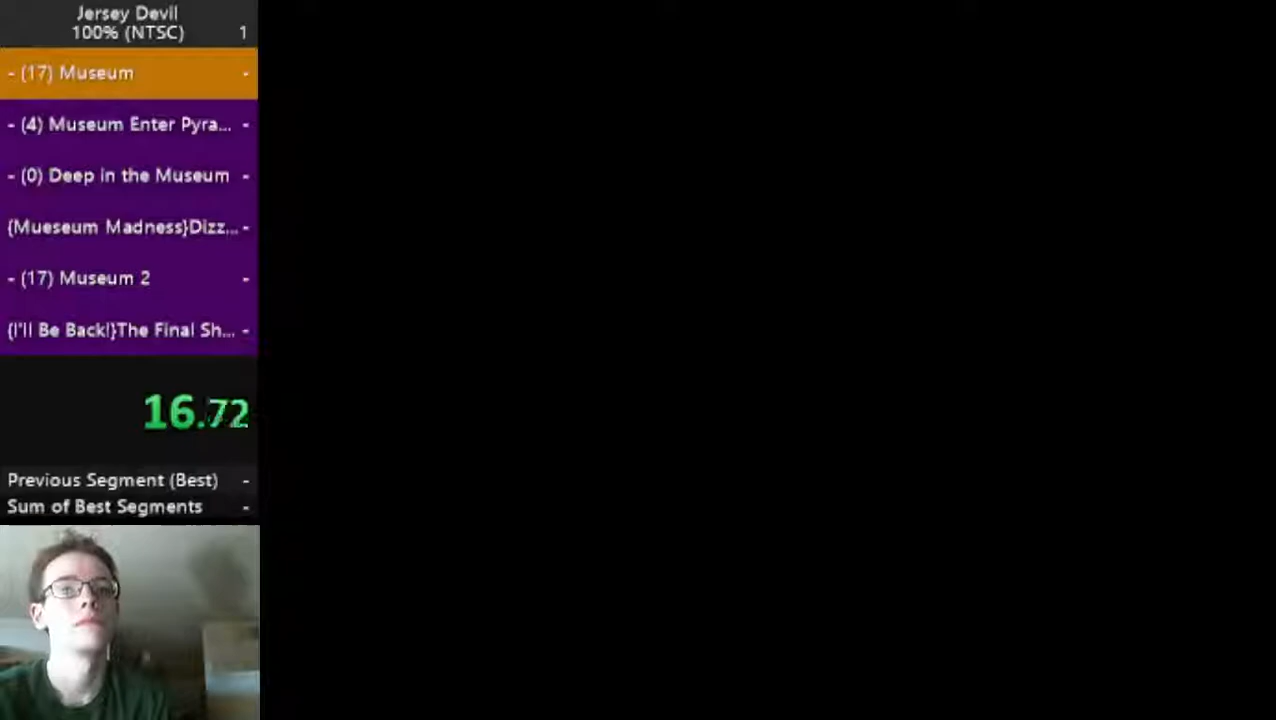 Jersey Devil
100% (NTSC) 1
- (17) Museum -
- (4) Museum Enter Pyra... -
- (0) Deep in the Museum -
{Mueseum Madness}Dizz... -
- (17) Museum 2 -
{I'll Be Back!}The Final Sh... -
16.72
Previous Segment (Best) -
Sum of Best Segments -